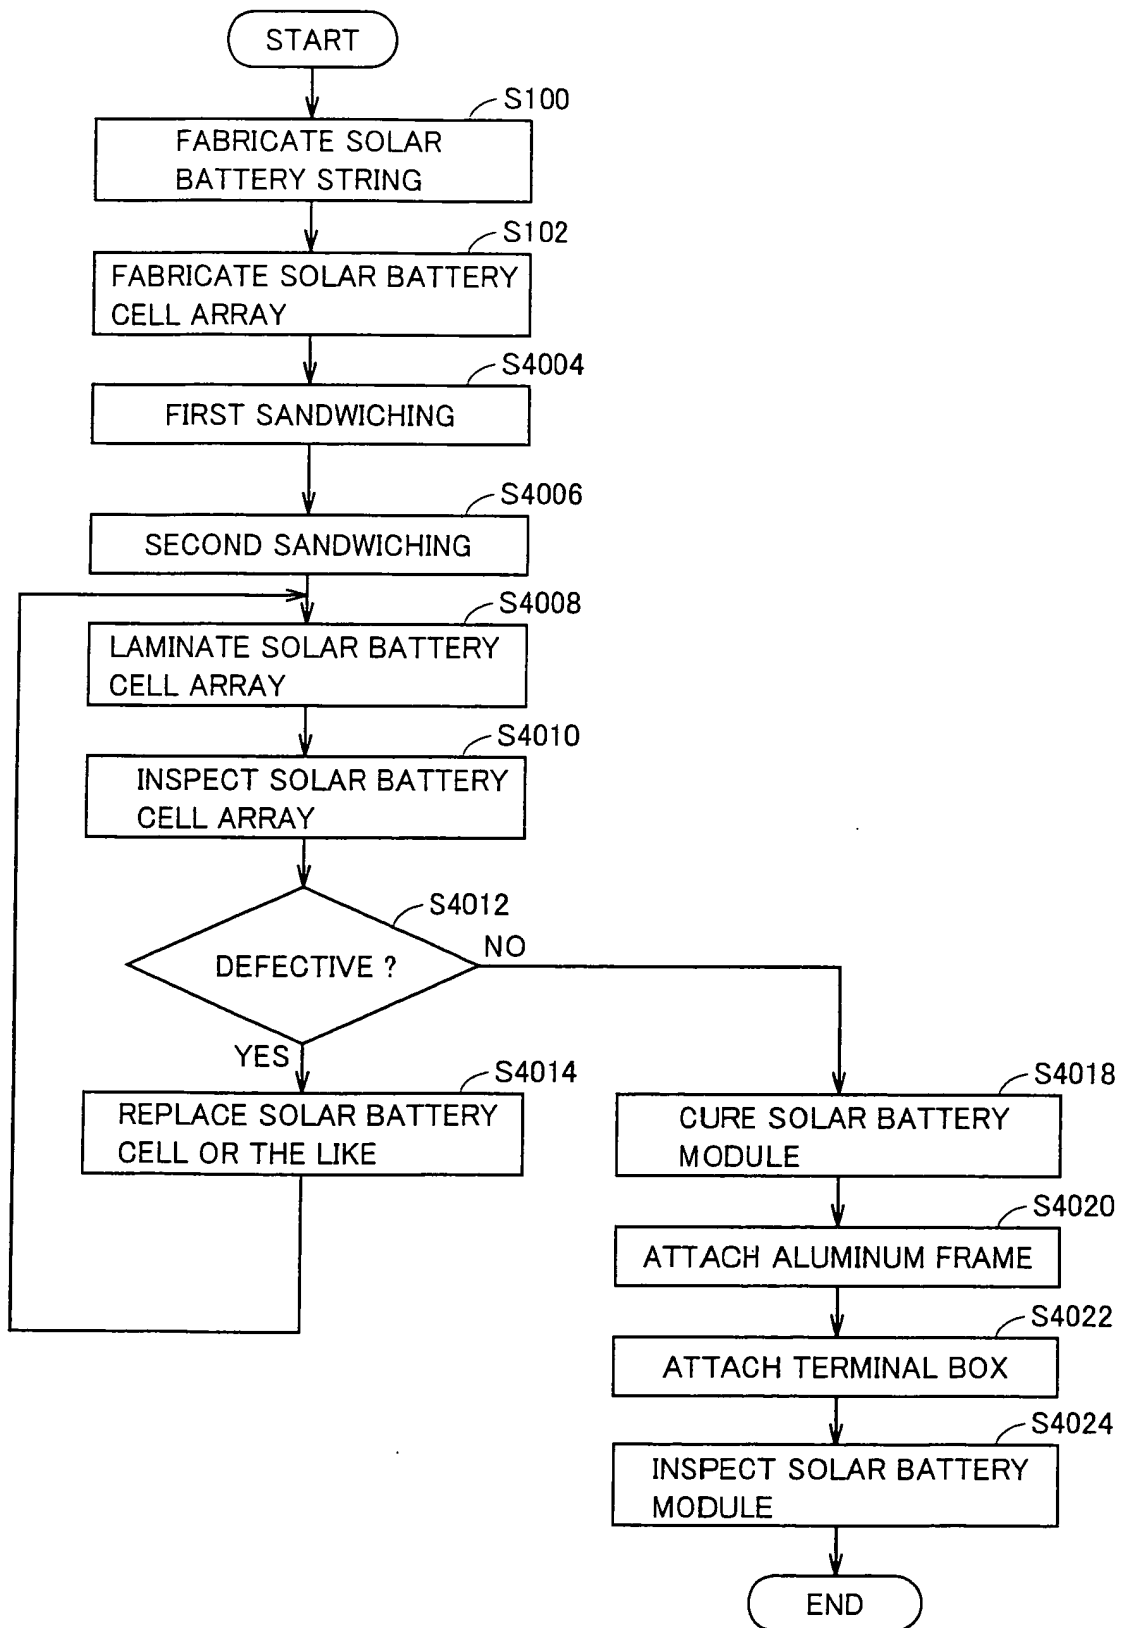 START
S100
FABRICATE SOLAR
BATTERY STRING
S102
FABRICATE SOLAR BATTERY
CELL ARRAY
S4004
FIRST SANDWICHING
S4006
SECOND SANDWICHING
S4008
LAMINATE SOLAR BATTERY
CELL ARRAY
S4010
INSPECT SOLAR BATTERY
CELL ARRAY
S4012
DEFECTIVE ?
NO
YES
S4014
REPLACE SOLAR BATTERY
CELL OR THE LIKE
S4018
CURE SOLAR BATTERY
MODULE
S4020
ATTACH ALUMINUM FRAME
S4022
ATTACH TERMINAL BOX
S4024
INSPECT SOLAR BATTERY
MODULE
END